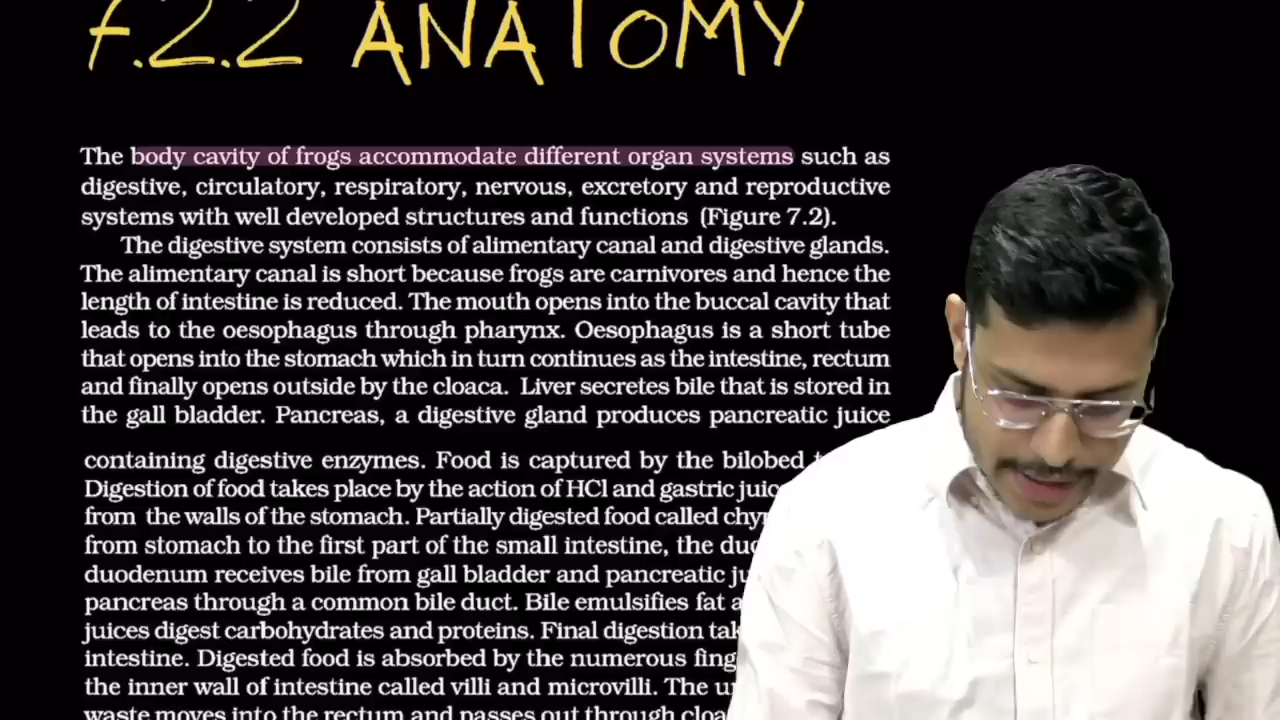 7.2.2 ANATOMY
The body cavity of frogs accommodate different organ systems such as
digestive, circulatory, respiratory, nervous, excretory and reproductive
systems with well developed structures and functions (Figure 7.2).
The digestive system consists of alimentary canal and digestive glands.
The alimentary canal is short because frogs are carnivores and hence the
length of intestine is reduced. The mouth opens into the buccal cavity that
leads to the oesophagus through pharynx. Oesophagus is a short tube
that opens into the stomach which in turn continues as the intestine, rectum
and finally opens outside by the cloaca. Liver secretes bile that is stored in
the gall bladder. Pancreas, a digestive gland produces pancreatic juice
containing digestive enzymes. Food is captured by the bilobed
Digestion of food takes place by the action of HCl and gastric
from the walls of the stomach. Partially digested food called
from stomach to the first part of the small intestine, the
duodenum receives bile from gall bladder and pancreatic
pancreas through a common bile duct. Bile emulsifies fat
juices digest carbohydrates and proteins. Final digestion
intestine. Digested food is absorbed by the numerous
the inner wall of intestine called villi and microvilli. The
waste moves into the rectum and passes out through